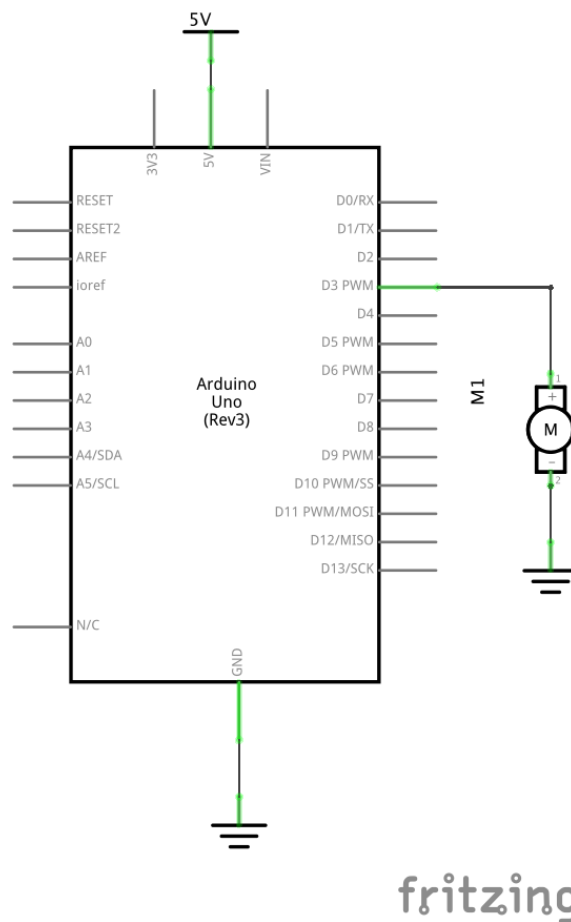 5V
3V3
5V
VIN
RESET
D0/RX
RESET2
D1/TX
AREF
D2
ioref
D3 PWM
D4
A0
D5 PWM
A1
D6 PWM
A2
D7
A3
D8
A4/SDA
D9 PWM
A5/SCL
D10 PWM/SS
D11 PWM/MOSI
D12/MISO
D13/SCK
N/C
GND
Arduino
Uno
(Rev3)
M1
1
+
M
-
2
fritzing